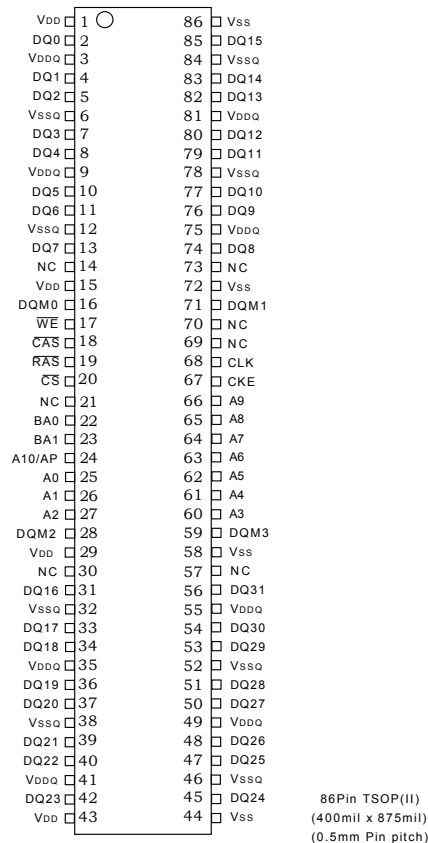 VDD 1 86 VSS
DQ0 2 85 DQ15
VDDQ 3 84 VSSQ
DQ1 4 83 DQ14
DQ2 5 82 DQ13
VSSQ 6 81 VDDQ
DQ3 7 80 DQ12
DQ4 8 79 DQ11
VDDQ 9 78 VSSQ
DQ5 10 77 DQ10
DQ6 11 76 DQ9
VSSQ 12 75 VDDQ
DQ7 13 74 DQ8
NC 14 73 NC
VDD 15 72 VSS
DQM0 16 71 DQM1
WE 17 70 NC
CAS 18 69 NC
RAS 19 68 CLK
CS 20 67 CKE
NC 21 66 A9
BA0 22 65 A8
BA1 23 64 A7
A10/AP 24 63 A6
A0 25 62 A5
A1 26 61 A4
A2 27 60 A3
DQM2 28 59 DQM3
VDD 29 58 VSS
NC 30 57 NC
DQ16 31 56 DQ31
VSSQ 32 55 VDDQ
DQ17 33 54 DQ30
DQ18 34 53 DQ29
VDDQ 35 52 VSSQ
DQ19 36 51 DQ28
DQ20 37 50 DQ27
VSSQ 38 49 VDDQ
DQ21 39 48 DQ26
DQ22 40 47 DQ25
VDDQ 41 46 VSSQ
DQ23 42 45 DQ24
VDD 43 44 VSS
86Pin TSOP(II)
(400mil x 875mil)
(0.5mm Pin pitch)